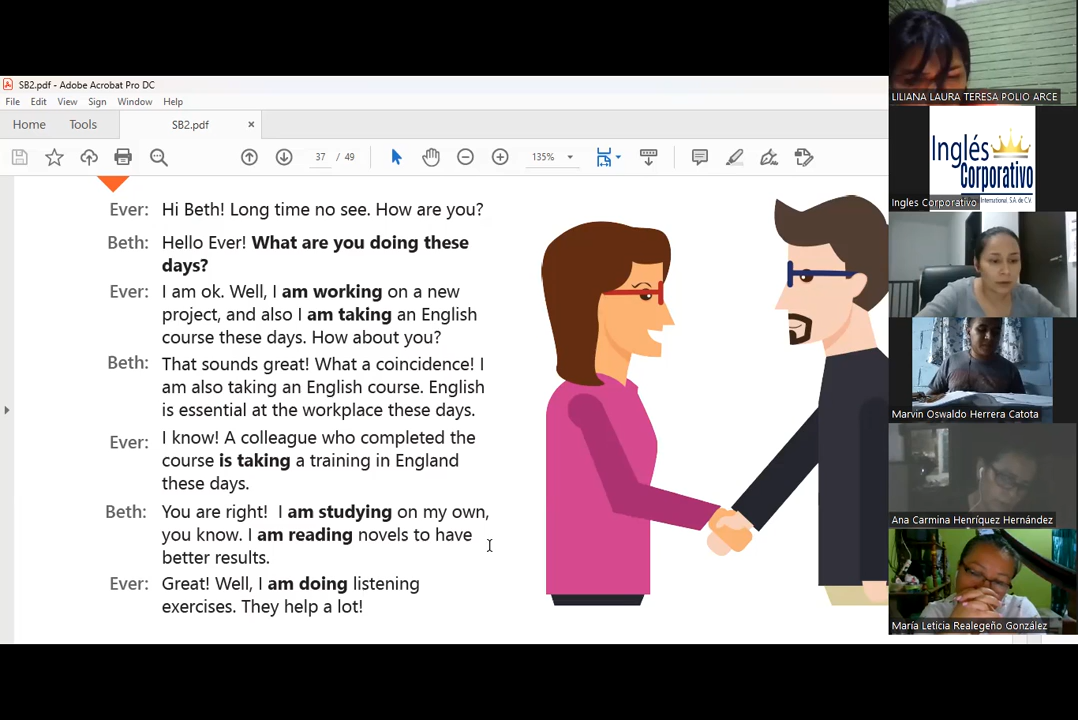 SB2.pdf - Adobe Acrobat Pro DC
File Edit View Sign Window Help
Home Tools SB2.pdf ×
37 / 49 135%
Ever: Hi Beth! Long time no see. How are you?
Beth: Hello Ever! What are you doing these
days?
Ever: I am ok. Well, I am working on a new
project, and also I am taking an English
course these days. How about you?
Beth: That sounds great! What a coincidence! I
am also taking an English course. English
is essential at the workplace these days.
Ever: I know! A colleague who completed the
course is taking a training in England
these days.
Beth: You are right! I am studying on my own,
you know. I am reading novels to have
better results.
Ever: Great! Well, I am doing listening
exercises. They help a lot!
LILIANA LAURA TERESA POLIO ARCE
Inglés
Corporativo
International, S.A. de C.V.
Ingles Corporativo
Marvin Oswaldo Herrera Catota
Ana Carmina Henríquez Hernández
María Leticia Realegeño González